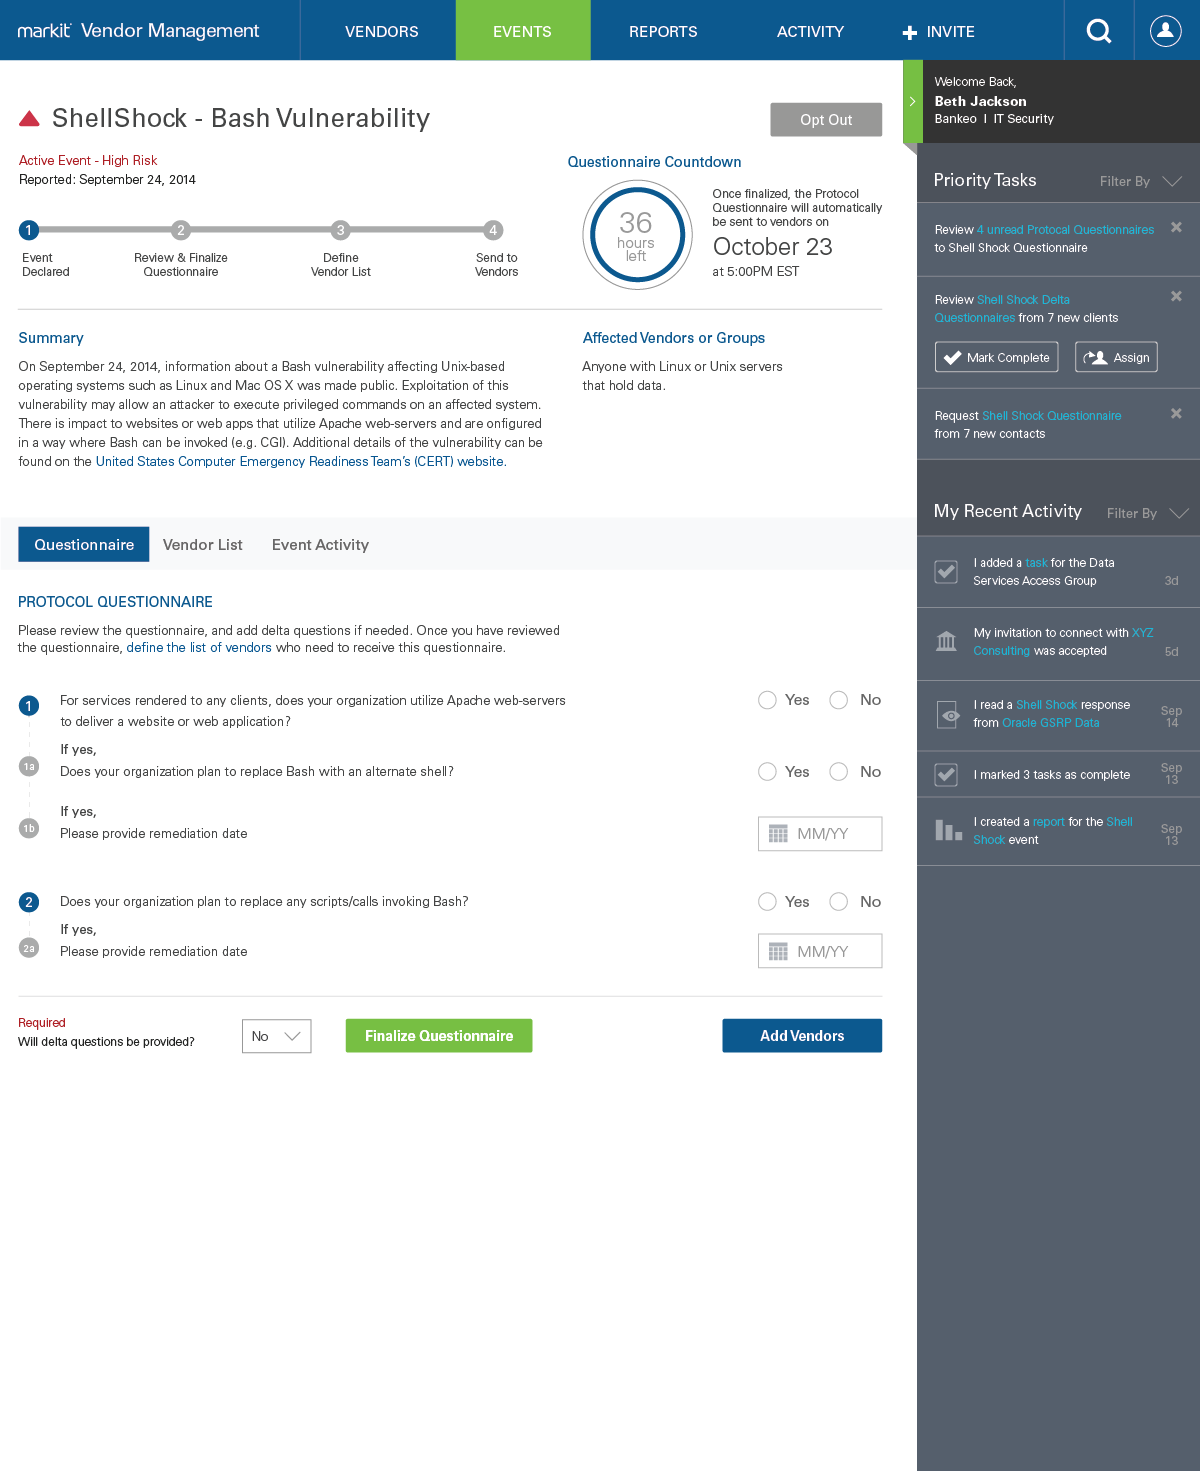 markit Vendor Management
VENDORS
EVENTS
REPORTS
ACTIVITY
INVITE
Welcome Back,
Beth Jackson
Bankeo | IT Security
ShellShock - Bash Vulnerability
Opt Out
Active Event - High Risk
Reported: September 24, 2014
1
2
3
4
Event
Declared
Review & Finalize
Questionnaire
Define
Vendor List
Send to
Vendors
Questionnaire Countdown
36
hours
left
Once finalized, the Protocol
Questionnaire will automatically
be sent to vendors on
October 23
at 5:00PM EST
Summary
On September 24, 2014, information about a Bash vulnerability affecting Unix-based
operating systems such as Linux and Mac OS X was made public. Exploitation of this
vulnerability may allow an attacker to execute privileged commands on an affected system.
There is impact to websites or web apps that utilize Apache web-servers and are onfigured
in a way where Bash can be invoked (e.g. CGI). Additional details of the vulnerability can be
found on the United States Computer Emergency Readiness Team's (CERT) website.
Affected Vendors or Groups
Anyone with Linux or Unix servers
that hold data.
Questionnaire
Vendor List
Event Activity
PROTOCOL QUESTIONNAIRE
Please review the questionnaire, and add delta questions if needed. Once you have reviewed
the questionnaire, define the list of vendors who need to receive this questionnaire.
1
For services rendered to any clients, does your organization utilize Apache web-servers
to deliver a website or web application?
Yes
No
If yes,
1a
Does your organization plan to replace Bash with an alternate shell?
Yes
No
If yes,
1b
Please provide remediation date
MM/YY
2
Does your organization plan to replace any scripts/calls invoking Bash?
Yes
No
If yes,
2a
Please provide remediation date
MM/YY
Required
Will delta questions be provided?
No
Finalize Questionnaire
Add Vendors
Priority Tasks
Filter By
Review 4 unread Protocal Questionnaires
to Shell Shock Questionnaire
Review Shell Shock Delta
Questionnaires from 7 new clients
Mark Complete
Assign
Request Shell Shock Questionnaire
from 7 new contacts
My Recent Activity
Filter By
I added a task for the Data
Services Access Group
3d
My invitation to connect with XYZ
Consulting was accepted
5d
I read a Shell Shock response
from Oracle GSRP Data
Sep
14
I marked 3 tasks as complete
Sep
13
I created a report for the Shell
Shock event
Sep
13